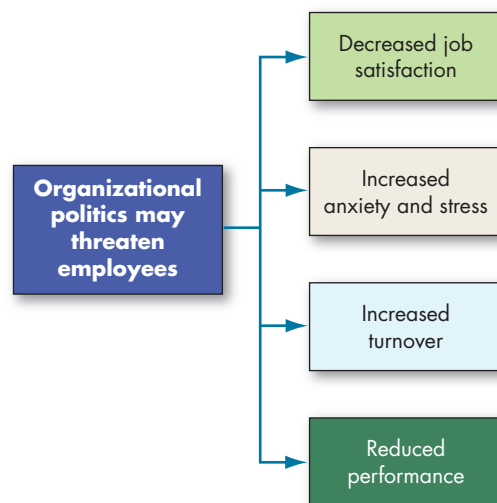 Decreased job
satisfaction
Organizational
politics may
threaten
employees
Increased
anxiety and stress
Increased
turnover
Reduced
performance